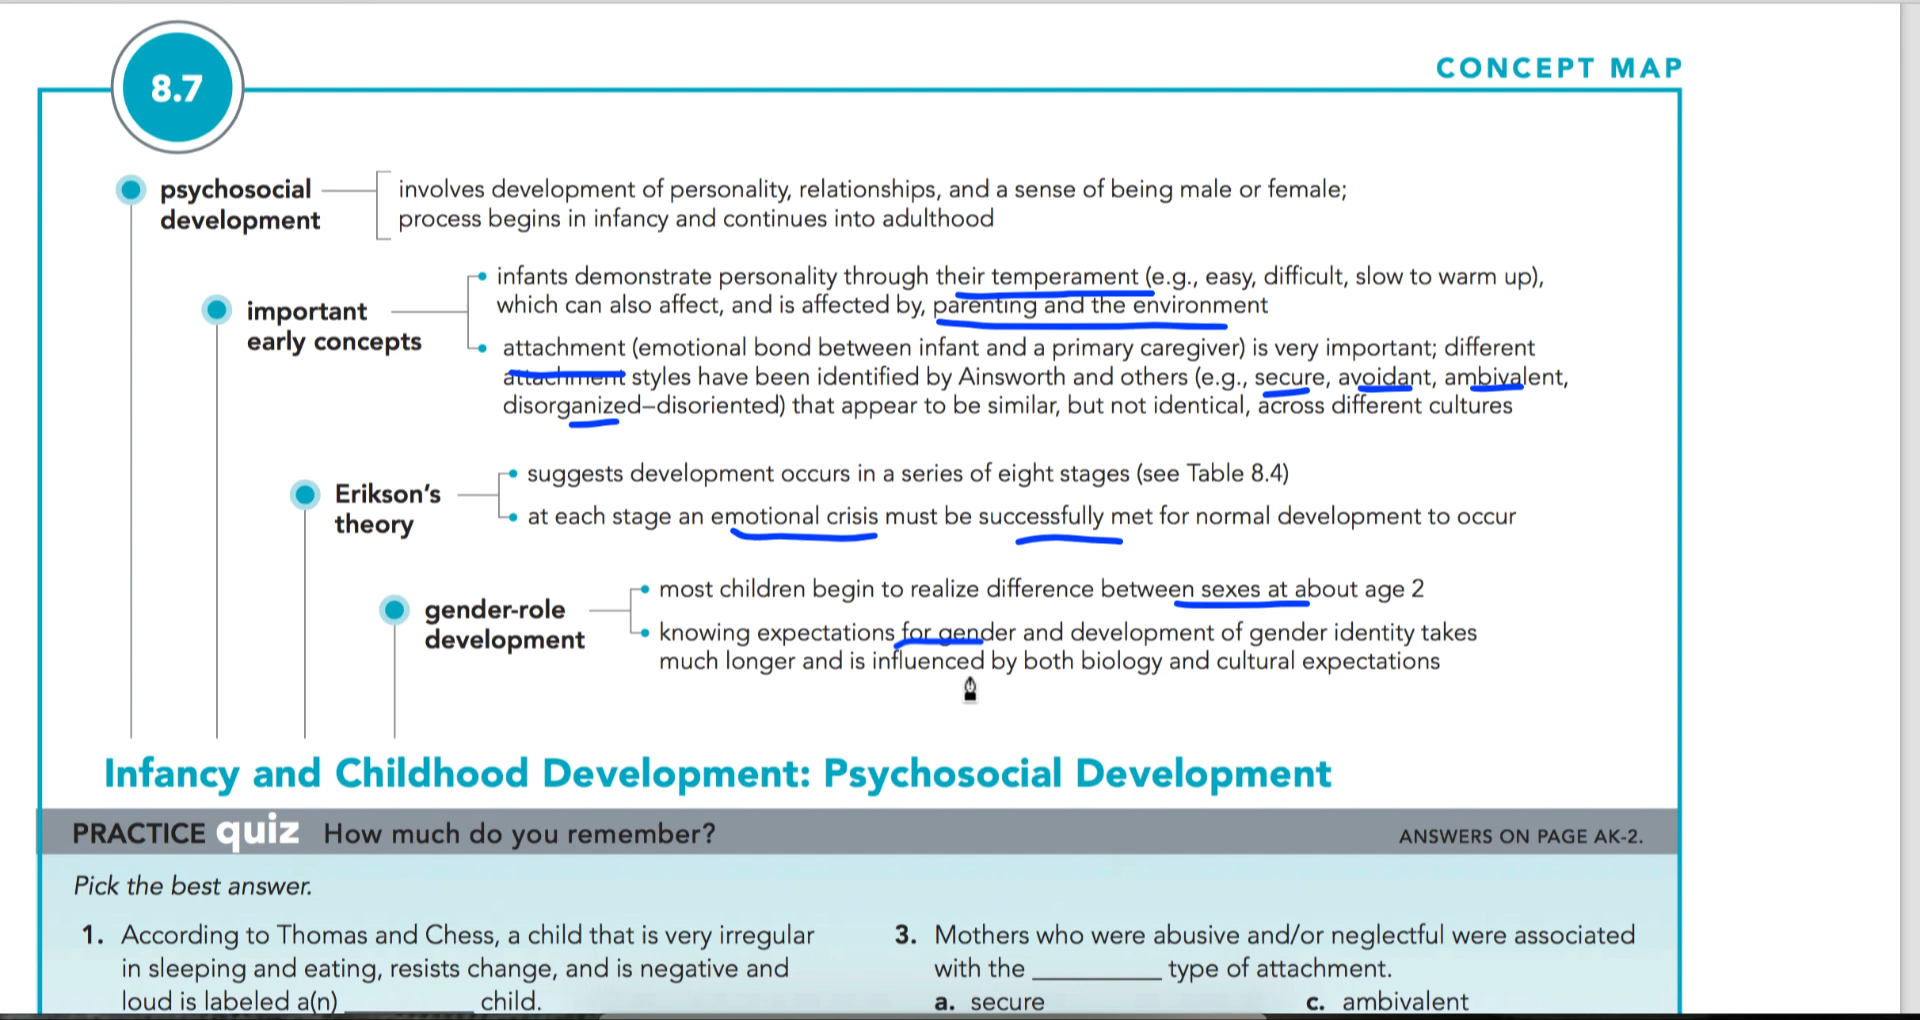 CONCEPT MAP
8.7
psychosocial development
involves development of personality, relationships, and a sense of being male or female;
process begins in infancy and continues into adulthood
important early concepts
infants demonstrate personality through their temperament (e.g., easy, difficult, slow to warm up),
which can also affect, and is affected by, parenting and the environment
attachment (emotional bond between infant and a primary caregiver) is very important; different
attachment styles have been identified by Ainsworth and others (e.g., secure, avoidant, ambivalent,
disorganized–disoriented) that appear to be similar, but not identical, across different cultures
Erikson's theory
suggests development occurs in a series of eight stages (see Table 8.4)
at each stage an emotional crisis must be successfully met for normal development to occur
gender-role development
most children begin to realize difference between sexes at about age 2
knowing expectations for gender and development of gender identity takes
much longer and is influenced by both biology and cultural expectations
Infancy and Childhood Development: Psychosocial Development
PRACTICE quiz How much do you remember? ANSWERS ON PAGE AK-2.
Pick the best answer.
1. According to Thomas and Chess, a child that is very irregular
in sleeping and eating, resists change, and is negative and
loud is labeled a(n) __________ child.
3. Mothers who were abusive and/or neglectful were associated
with the __________ type of attachment.
a. secure c. ambivalent